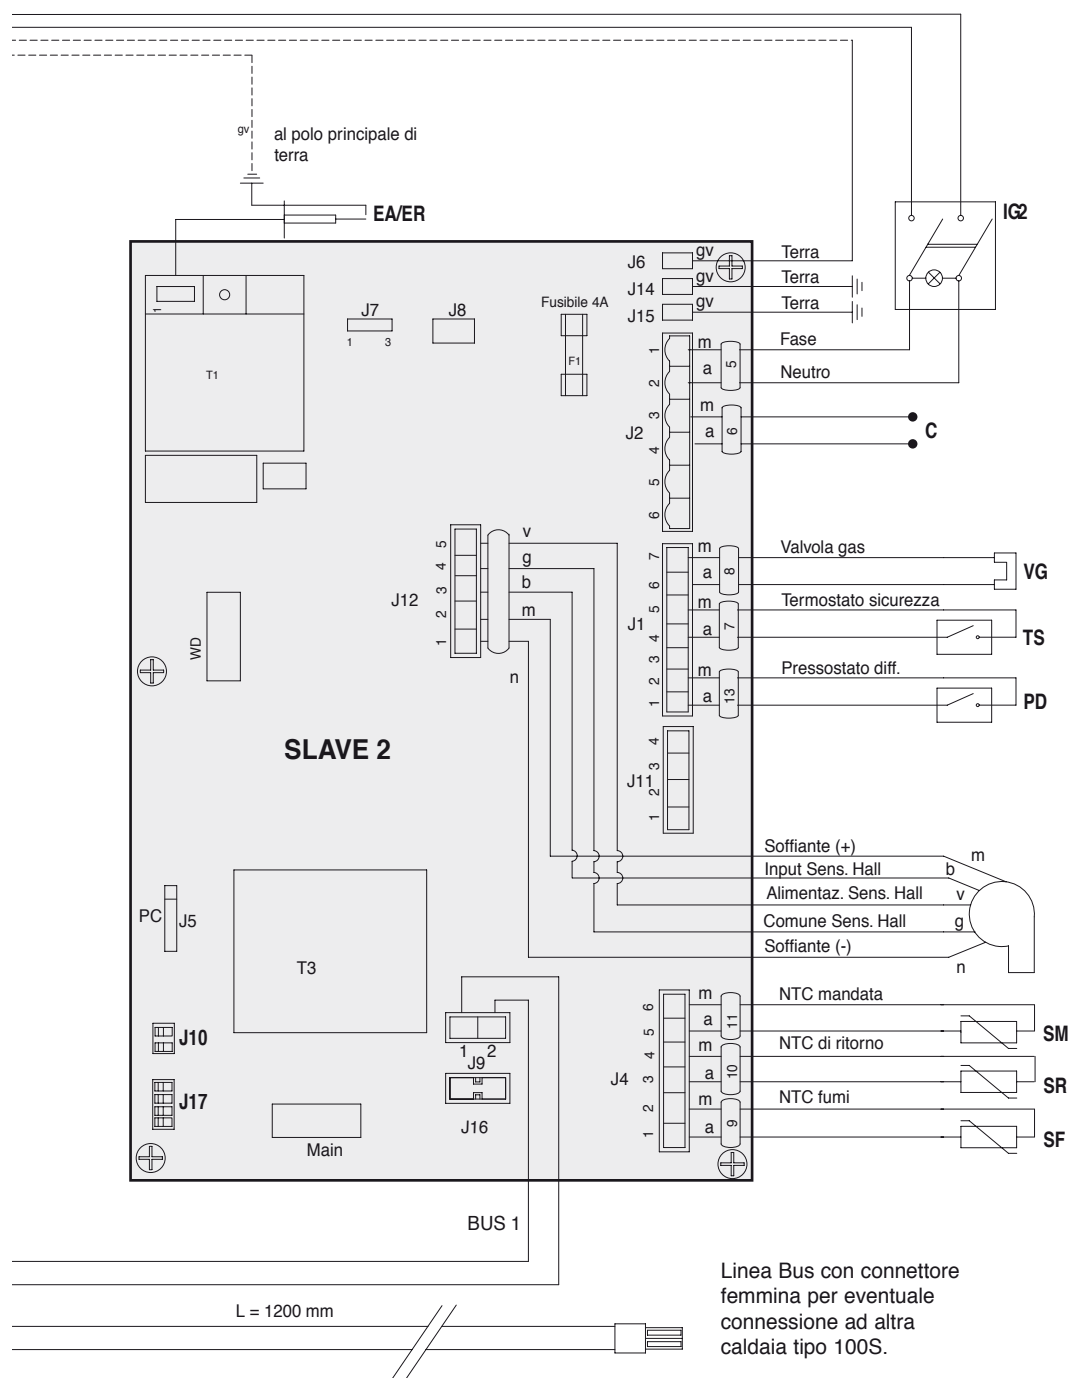 gv
al polo principale di
terra
EA/ER
IG2
J6 gv Terra
J14 gv Terra
J15 gv Terra
1
T1
J7
1 3
J8
Fusibile 4A
F1
1 m 5 Fase
2 a Neutro
3 m 6
J2
4 a
C
5
6
J12
5 v
4 g
3 b
2 m
1 n
J1
7 m 8 Valvola gas
6 a
VG
5 m 7 Termostato sicurezza
4 a
TS
3
2 m 13 Pressostato diff.
1 a
PD
WD
SLAVE 2
J11
4
3
2
1
Soffiante (+) m
Input Sens. Hall b
Alimentaz. Sens. Hall v
Comune Sens. Hall g
Soffiante (-) n
PC J5
T3
J10
J17
Main
1 2
J9
J16
J4
6 m 11 NTC mandata
5 a
SM
4 m 10 NTC di ritorno
3 a
SR
2 m 9 NTC fumi
1 a
SF
BUS 1
L = 1200 mm
Linea Bus con connettore
femmina per eventuale
connessione ad altra
caldaia tipo 100S.